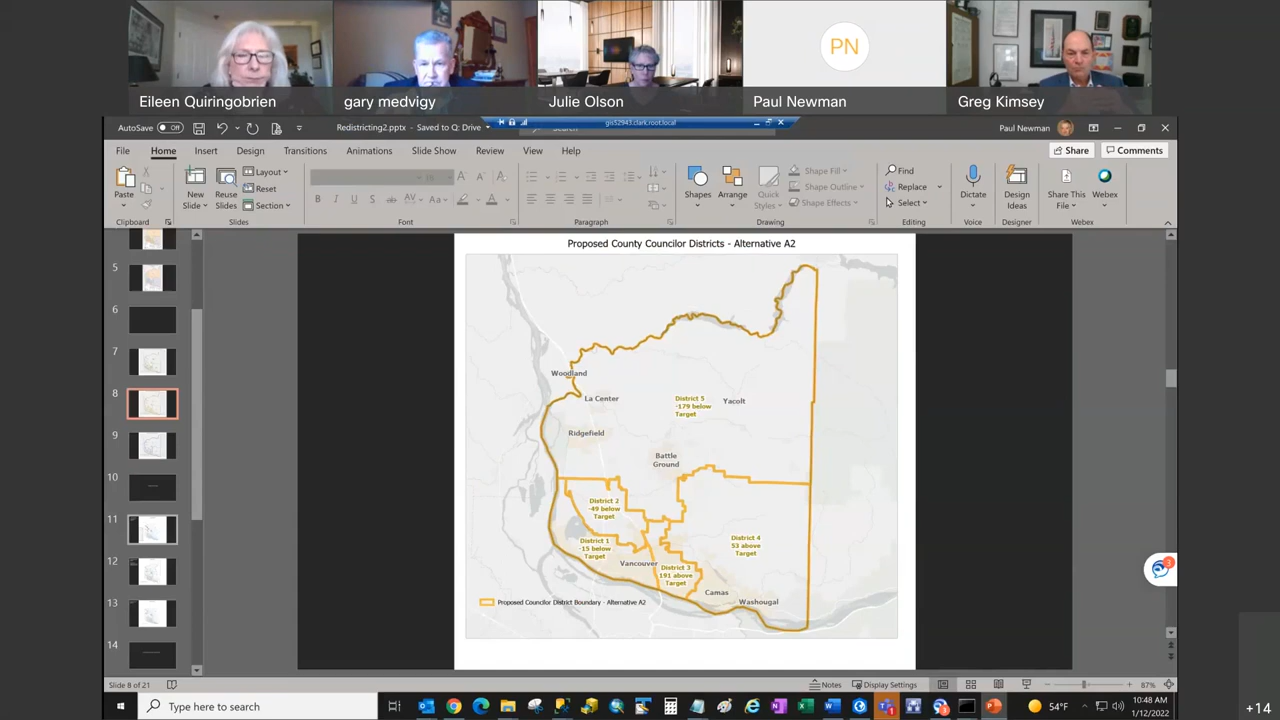 PN
Eileen Quiringobrien
gary medvigy
Julie Olson
Paul Newman
Greg Kimsey
gis52943.clark.root.local
AutoSave
Off
Redistricting2.pptx - Saved to Q: Drive
Search
Paul Newman
File
Home
Insert
Design
Transitions
Animations
Slide Show
Review
View
Help
Share
Comments
Paste
New
Slide
Reuse
Slides
Layout
Reset
Section
Shapes
Arrange
Quick
Styles
Shape Fill
Shape Outline
Shape Effects
Find
Replace
Select
Dictate
Design
Ideas
Share This
File
Webex
Clipboard
Slides
Font
Paragraph
Drawing
Editing
Voice
Designer
Webex
5
6
7
8
9
10
11
12
13
14
Proposed County Councilor Districts - Alternative A2
Woodland
La Center
District 5
-179 below
Target
Yacolt
Ridgefield
Battle
Ground
District 2
-49 below
Target
District 1
-15 below
Target
District 4
53 above
Target
Vancouver
District 3
191 above
Target
Camas
Washougal
Proposed Councilor District Boundary - Alternative A2
3
Slide 8 of 21
Notes
Display Settings
87%
Type here to search
54°F
10:48 AM
1/12/2022
+14